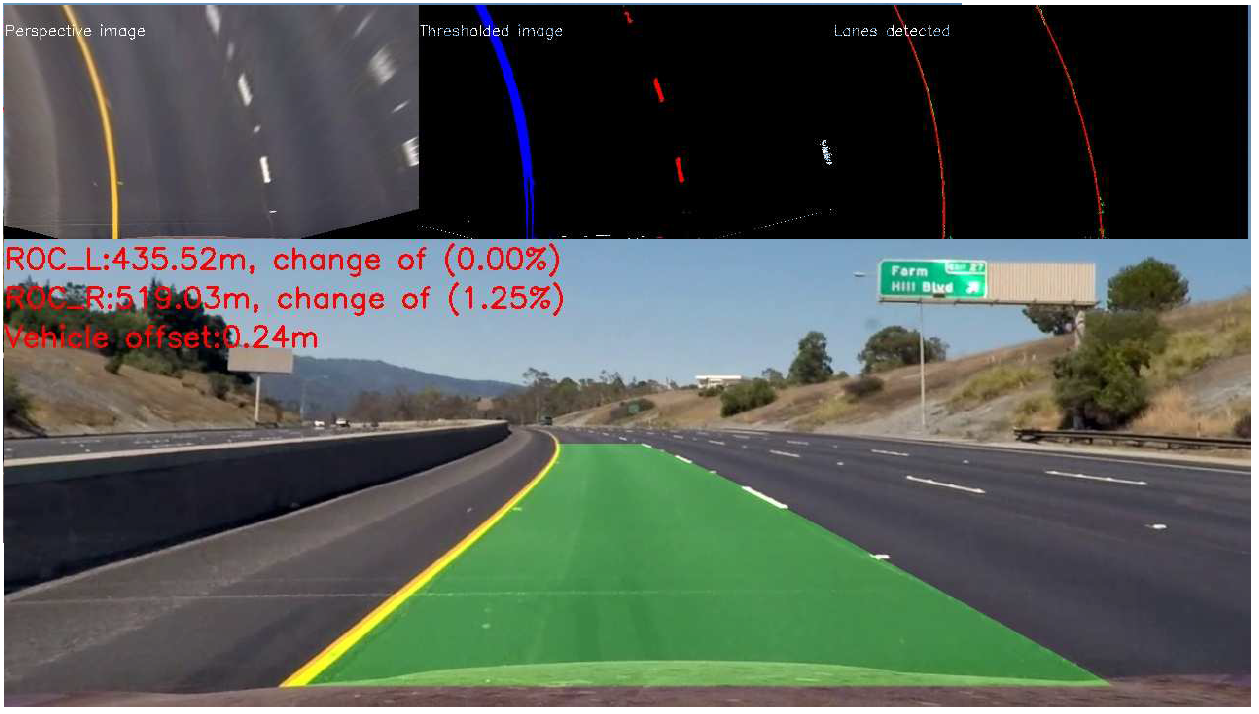 Perspective image
Thresholded image
Lanes detected
ROC_L:435.52m, change of (0.00%)
ROC_R:519.03m, change of (1.25%)
Vehicle offset:0.24m
Farm
Hill Blvd